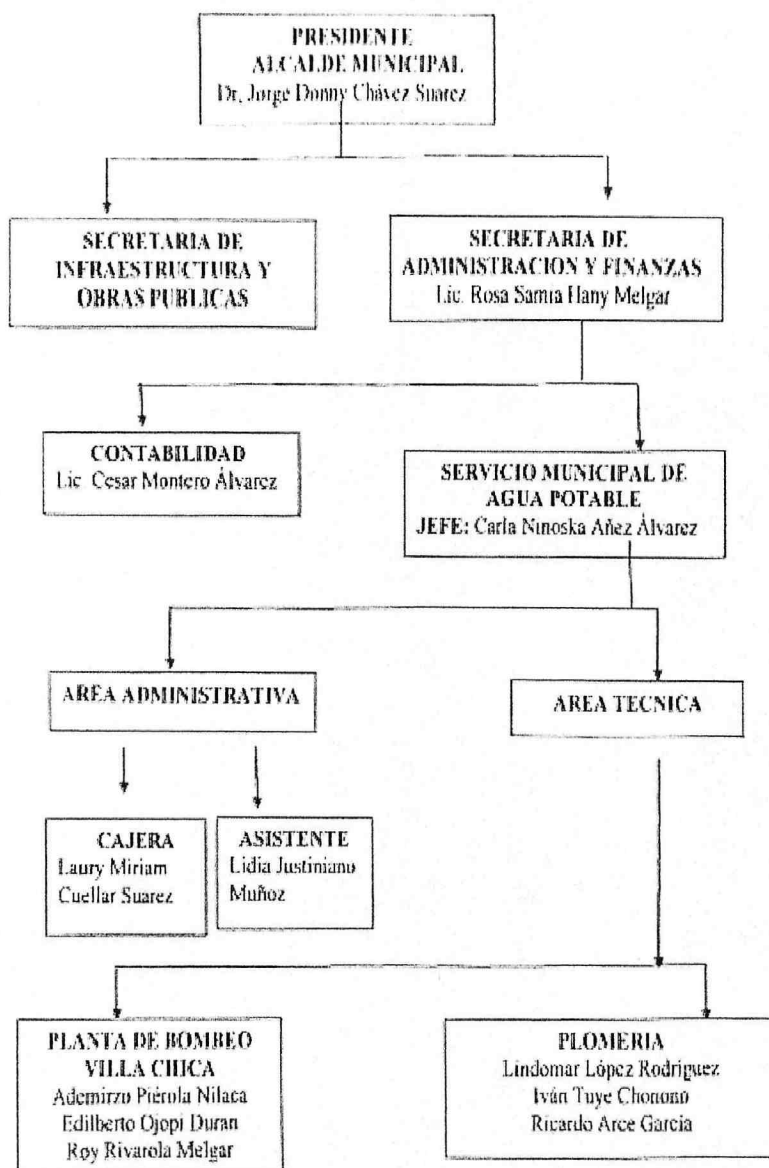 PRESIDENTE
ALCALDE MUNICIPAL
Dr, Jorge Donny Chávez Suarez
SECRETARIA DE
INFRAESTRUCTURA Y
OBRAS PUBLICAS
SECRETARIA DE
ADMINISTRACION Y FINANZAS
Lic. Rosa Samia Hany Melgar
CONTABILIDAD
Lic. Cesar Montero Álvarez
SERVICIO MUNICIPAL DE
AGUA POTABLE
JEFE: Carla Ninoska Añez Álvarez
AREA ADMINISTRATIVA
AREA TECNICA
CAJERA
Laury Miriam
Cuellar Suarez
ASISTENTE
Lidia Justiniano
Muñoz
PLANTA DE BOMBEO
VILLA CHICA
Ademirzo Piérola Nilaca
Edilberto Ojopi Duran
Roy Rivarola Melgar
PLOMERIA
Lindomar López Rodríguez
Iván Tuye Chonono
Ricardo Arce Garcia